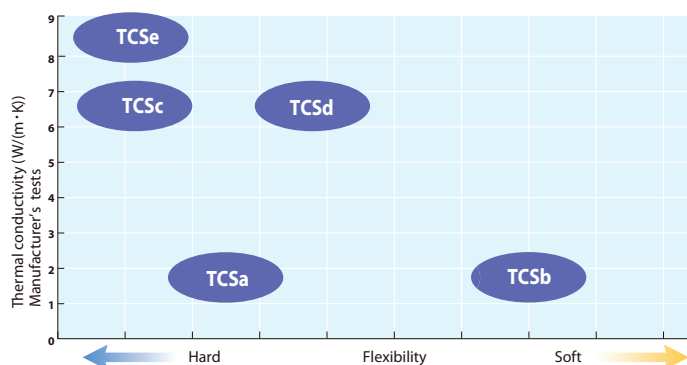 9
8
7
6
5
4
3
2
1
0
Thermal conductivity (W/(m・K))
Manufacturer's tests
TCSe
TCSc
TCSd
TCSa
TCSb
Hard
Flexibility
Soft